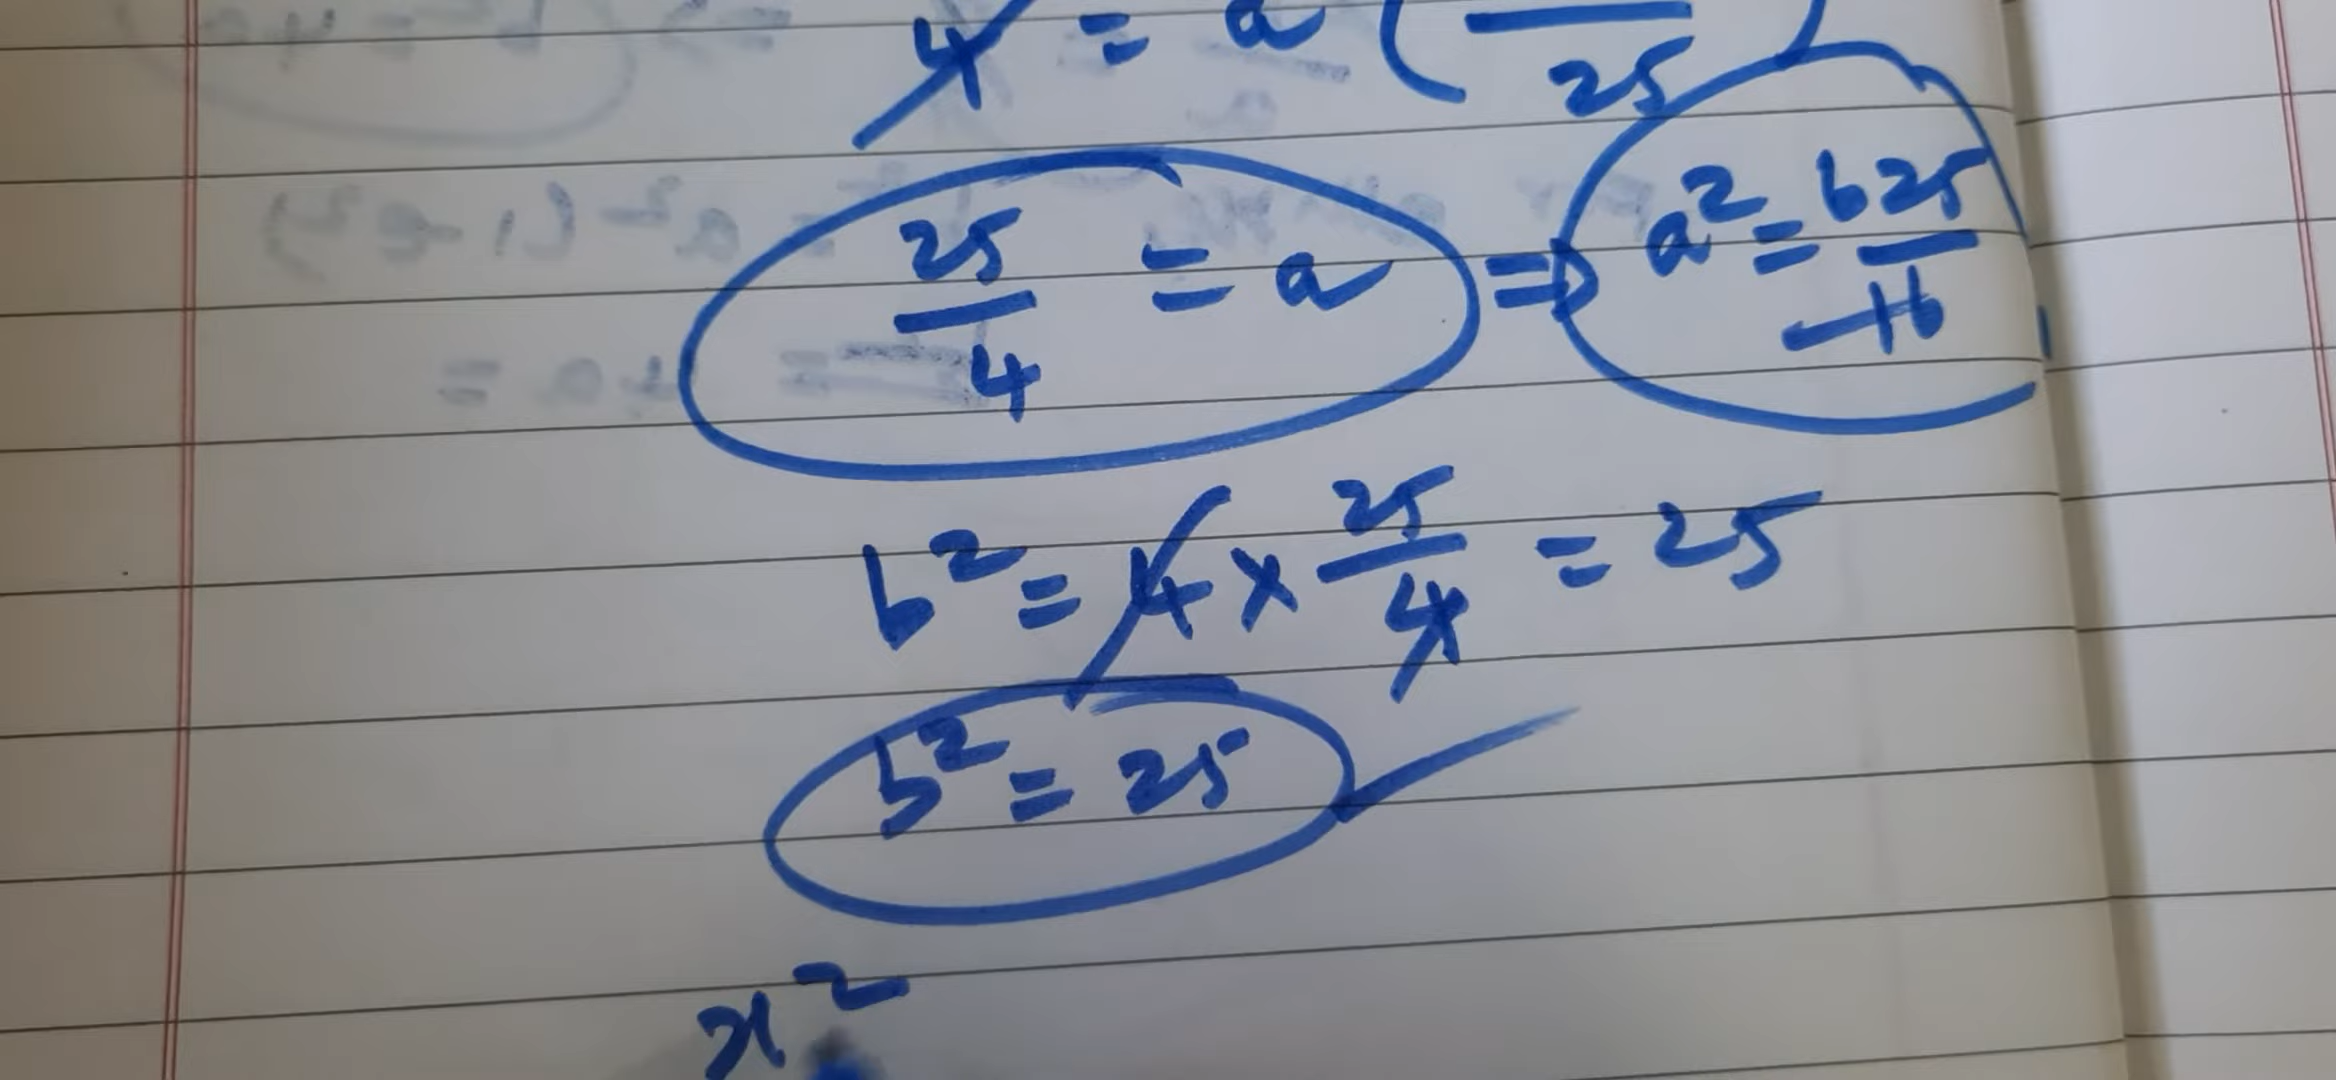 4 = a ( / 25 )
25/4 = a ⇒ a² = 625/16
b² = 4 × 25/4 = 25
b² = 25
x²